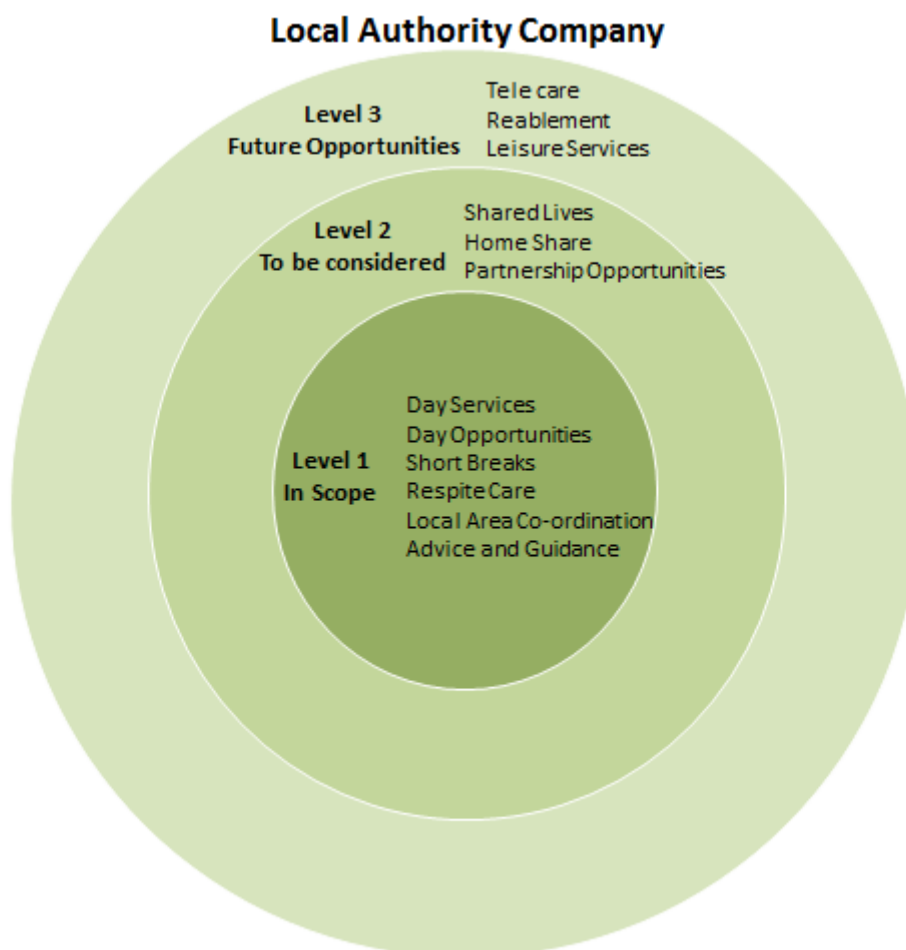 Local Authority Company
Level 3
Future Opportunities
Tele care
Reablement
Leisure Services
Level 2
To be considered
Shared Lives
Home Share
Partnership Opportunities
Level 1
In Scope
Day Services
Day Opportunities
Short Breaks
Respite Care
Local Area Co-ordination
Advice and Guidance